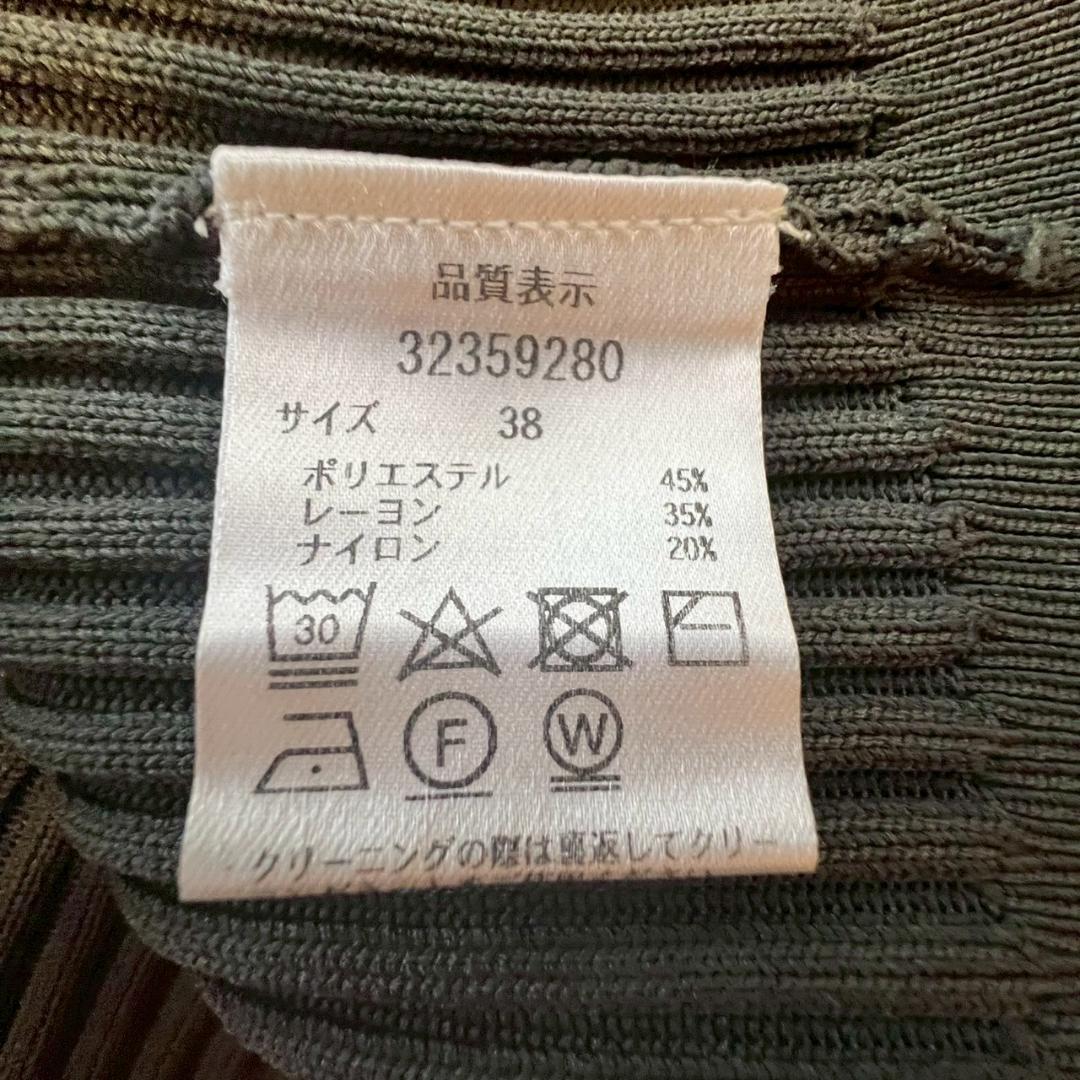 品質表示
32359280
サイズ 38
ポリエステル 45%
レーヨン 35%
ナイロン 20%
30
F W
クリーニングの際は裏返してクリー